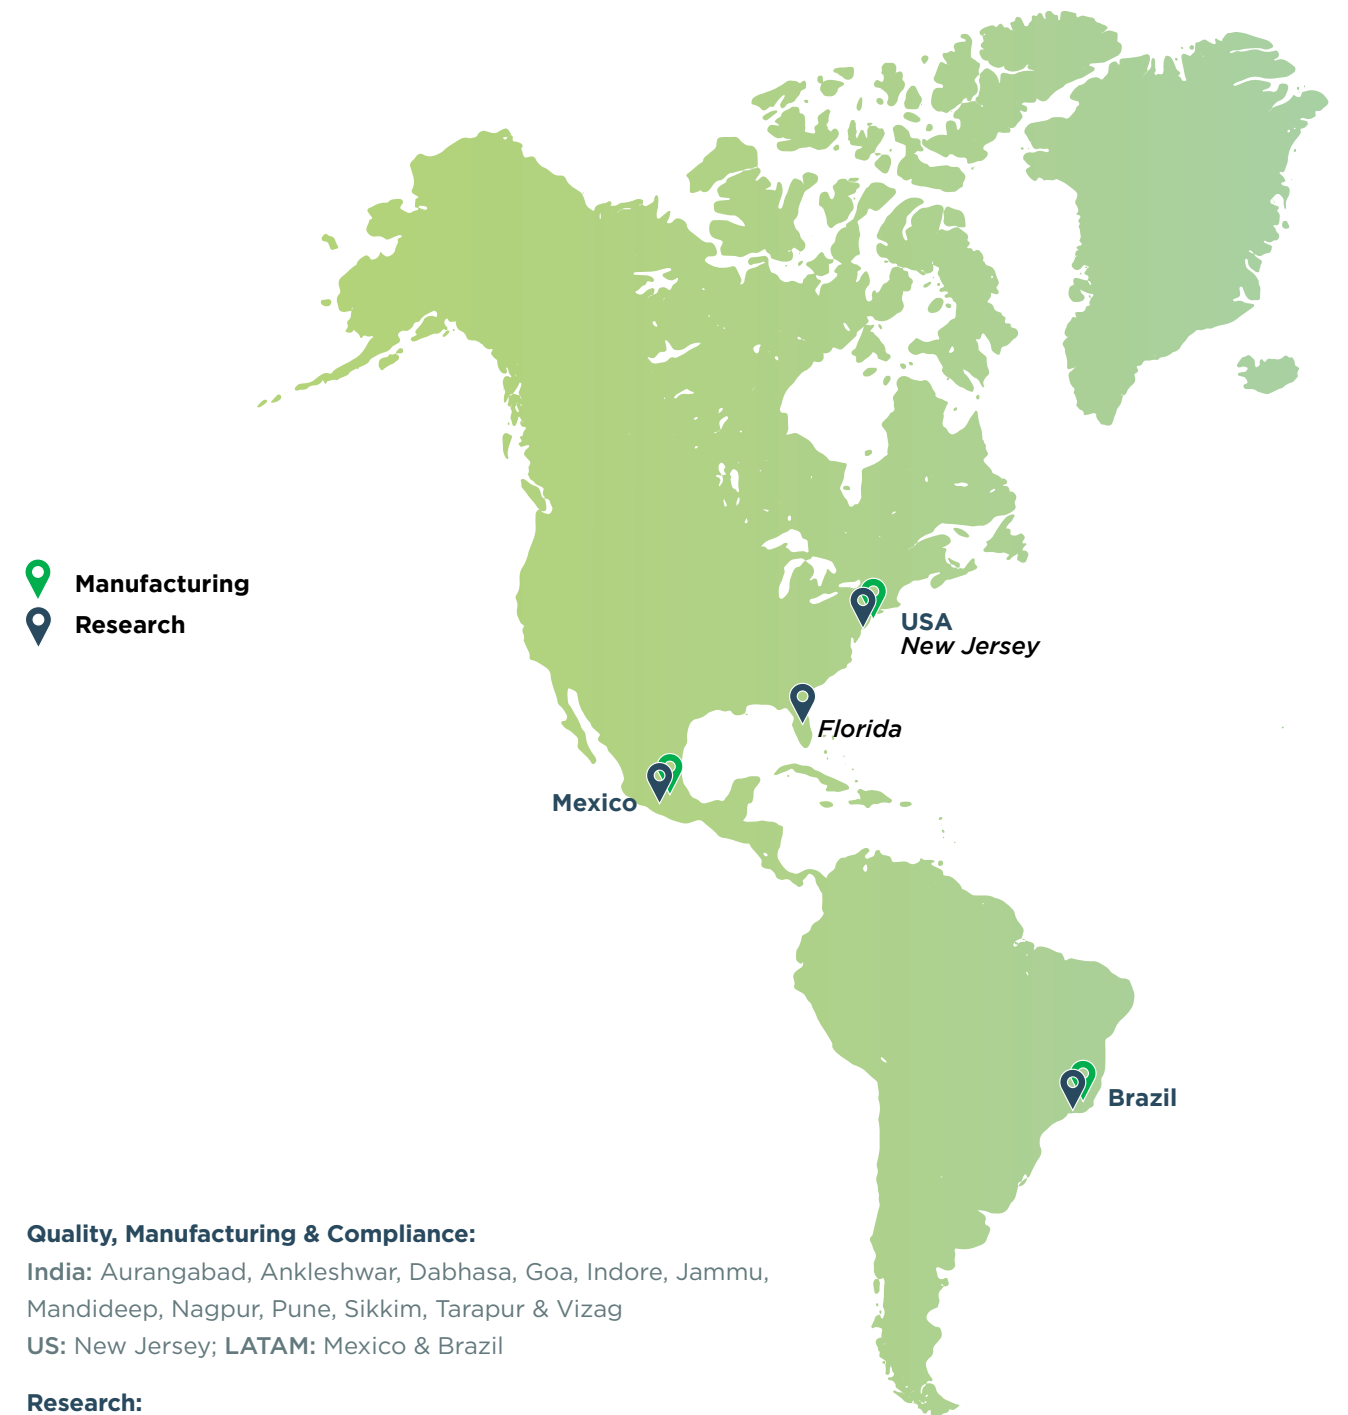 Manufacturing
Research
USA
New Jersey
Florida
Mexico
Brazil
Quality, Manufacturing & Compliance:
India: Aurangabad, Ankleshwar, Dabhasa, Goa, Indore, Jammu,
Mandideep, Nagpur, Pune, Sikkim, Tarapur & Vizag
US: New Jersey; LATAM: Mexico & Brazil
Research: